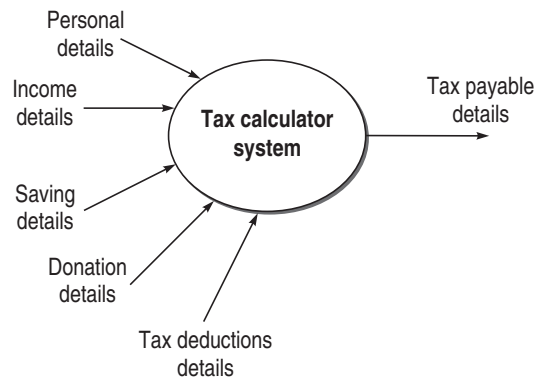 Personal
details
Income
details
Saving
details
Donation
details
Tax deductions
details
Tax calculator
system
Tax payable
details